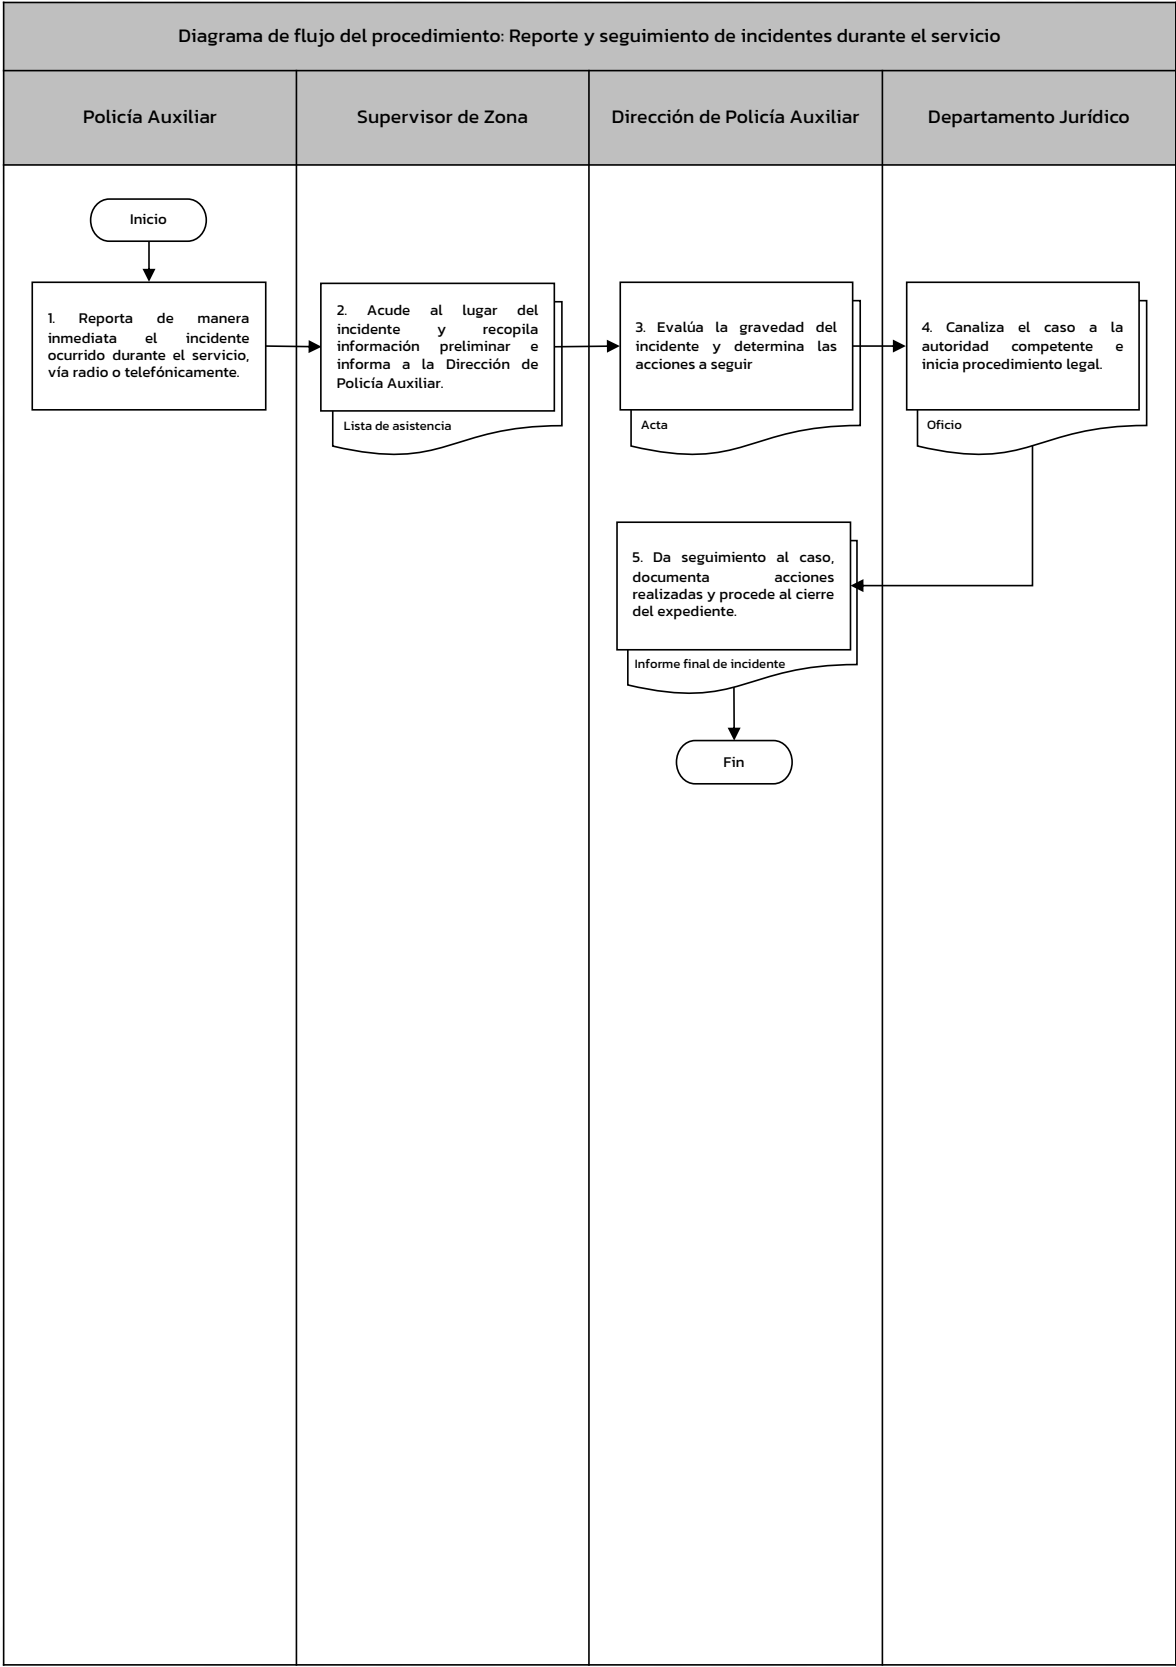 Diagrama de flujo del procedimiento: Reporte y seguimiento de incidentes durante el servicio
Policía Auxiliar
Supervisor de Zona
Dirección de Policía Auxiliar
Departamento Jurídico
Inicio
1. Reporta de manera
inmediata el incidente
ocurrido durante el servicio,
vía radio o telefónicamente.
2. Acude al lugar del
incidente y recopila
información preliminar e
informa a la Dirección de
Policía Auxiliar.
Lista de asistencia
3. Evalúa la gravedad del
incidente y determina las
acciones a seguir
Acta
4. Canaliza el caso a la
autoridad competente e
inicia procedimiento legal.
Oficio
5. Da seguimiento al caso,
documenta acciones
realizadas y procede al cierre
del expediente.
Informe final de incidente
Fin